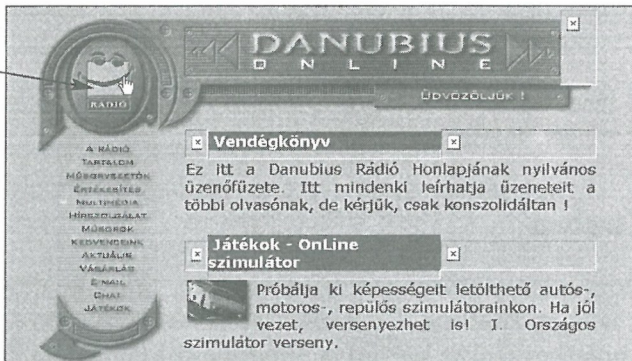 DANUBIUS
ONLINE
RÁDIÓ
ÜDVÖZÖLJÜK !
A RÁDIÓ
TARTALOM
MŰSORVEZETŐK
ÉRTÉKESÍTÉS
MULTIMÉDIA
HÍRSZOLGÁLAT
MŰSOROK
KEDVENCEINK
AKTUÁLIS
VÁSÁRLÁS
E-MAIL
CHAT
JÁTÉKOK
Vendégkönyv
Ez itt a Danubius Rádió Honlapjának nyilvános
üzenőfüzete. Itt mindenki leírhatja üzeneteit a
többi olvasónak, de kérjük, csak konszolidáltan !
Játékok - OnLine
szimulátor
Próbálja ki képességeit letölthető autós-,
motoros-, repülős szimulátorainkon. Ha jól
vezet, versenyezhet is! I. Országos
szimulátor verseny.